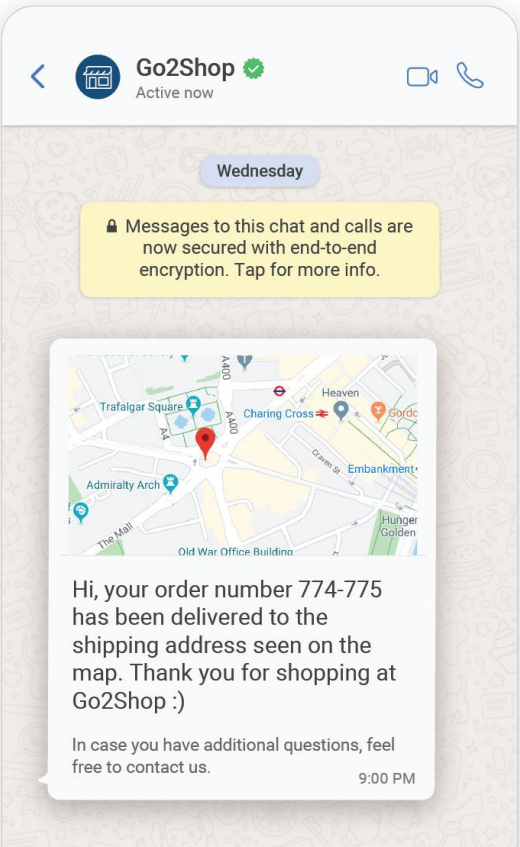 Go2Shop
Active now
Wednesday
Messages to this chat and calls are
now secured with end-to-end
encryption. Tap for more info.
A400
Heaven
Trafalgar Square
Charing Cross
Gordo
A400
A4
Craven St
Embankment
Admiralty Arch
The Mall
Hunger
Golden
Old War Office Building
Hi, your order number 774-775
has been delivered to the
shipping address seen on the
map. Thank you for shopping at
Go2Shop :)
In case you have additional questions, feel
free to contact us.
9:00 PM